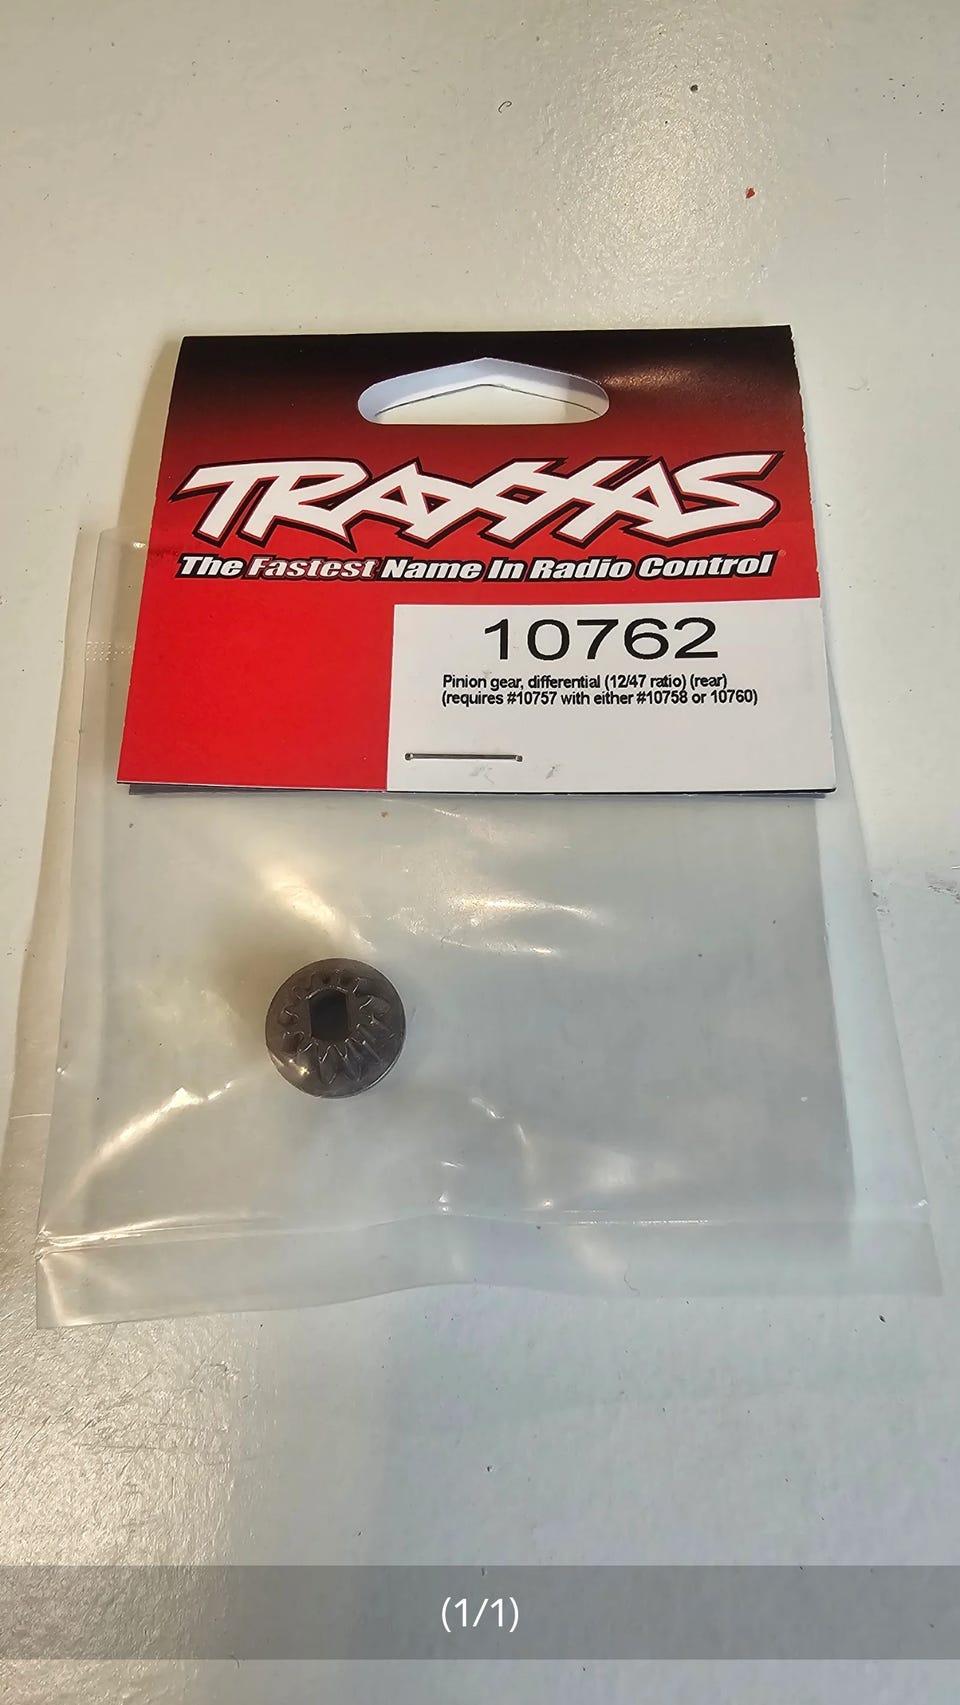 TRAXXAS
The Fastest Name In Radio Control
10762
Pinion gear, differential (12/47 ratio) (rear)
(requires #10757 with either #10758 or 10760)
(1/1)